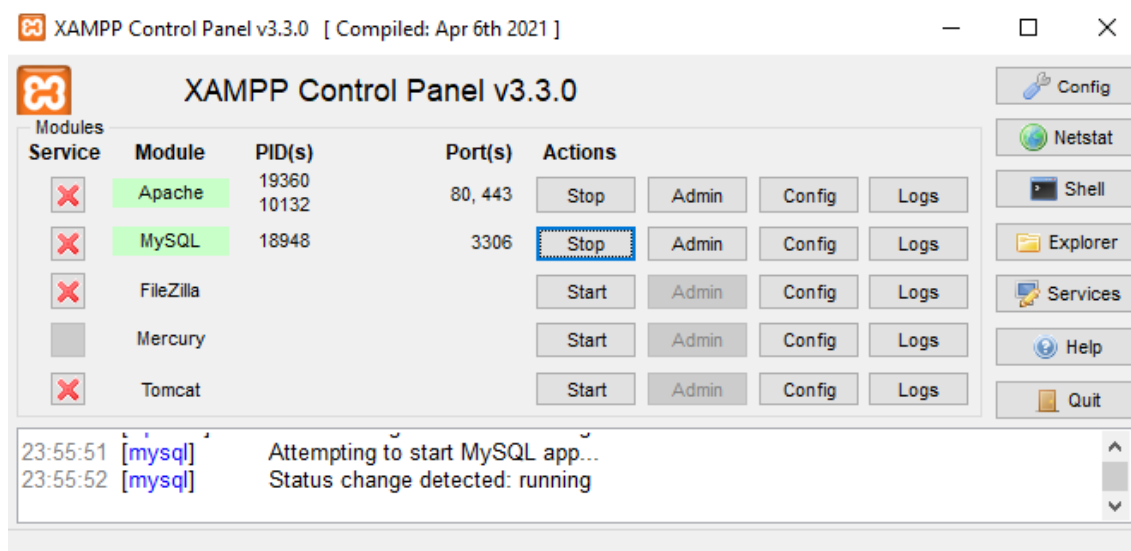 XAMPP Control Panel v3.3.0 [ Compiled: Apr 6th 2021 ]
XAMPP Control Panel v3.3.0
Config
Modules
Service Module PID(s) Port(s) Actions
Netstat
Apache 19360 10132 80, 443 Stop Admin Config Logs
Shell
MySQL 18948 3306 Stop Admin Config Logs
Explorer
FileZilla Start Admin Config Logs
Services
Mercury Start Admin Config Logs
Help
Tomcat Start Admin Config Logs
Quit
23:55:51 [mysql] Attempting to start MySQL app...
23:55:52 [mysql] Status change detected: running